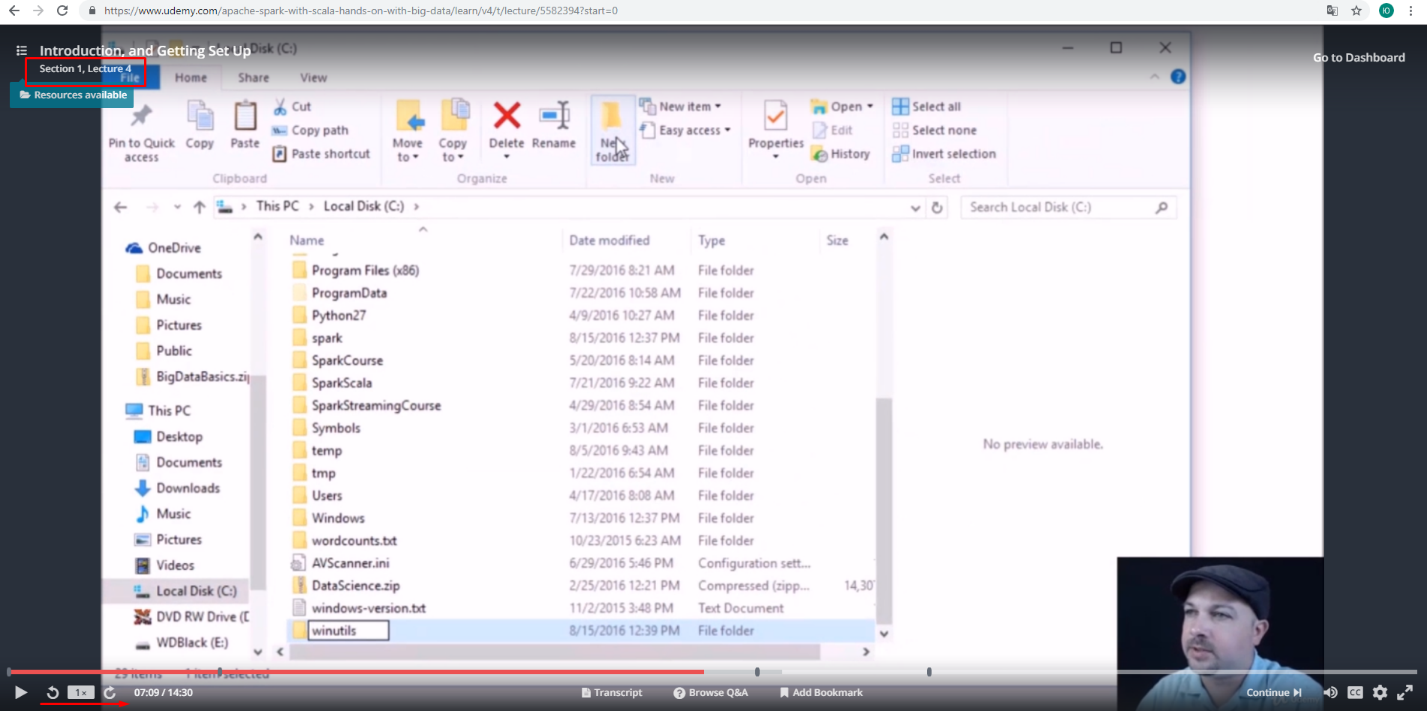 https://www.udemy.com/apache-spark-with-scala-hands-on-with-big-data/learn/v4/t/lecture/5582394?start=0
Introduction, and Getting Set Up
Disk (C:)
Section 1, Lecture 4
Go to Dashboard
File Home Share View
Resources available
Pin to Quick access
Copy
Paste
Cut
Copy path
Paste shortcut
Move to
Copy to
Delete
Rename
New folder
New item
Easy access
Properties
Open
Edit
History
Select all
Select none
Invert selection
Clipboard Organize New Open Select
This PC > Local Disk (C:) >
Search Local Disk (C:)
OneDrive
Documents
Music
Pictures
Public
BigDataBasics.zip
This PC
Desktop
Documents
Downloads
Music
Pictures
Videos
Local Disk (C:)
DVD RW Drive (D
WDBlack (E:)
Name Date modified Type Size
Program Files (x86) 7/29/2016 8:21 AM File folder
ProgramData 7/22/2016 10:58 AM File folder
Python27 4/9/2016 10:27 AM File folder
spark 8/15/2016 12:37 PM File folder
SparkCourse 5/20/2016 8:14 AM File folder
SparkScala 7/21/2016 9:22 AM File folder
SparkStreamingCourse 4/29/2016 8:54 AM File folder
Symbols 3/1/2016 6:53 AM File folder
temp 8/5/2016 9:43 AM File folder
tmp 1/22/2016 6:54 AM File folder
Users 4/17/2016 8:08 AM File folder
Windows 7/13/2016 12:37 PM File folder
wordcounts.txt 10/23/2015 6:23 AM File folder
AVScanner.ini 6/29/2016 5:46 PM Configuration sett...
DataScience.zip 2/25/2016 12:21 PM Compressed (zipp... 14,30
windows-version.txt 11/2/2015 3:48 PM Text Document
winutils 8/15/2016 12:39 PM File folder
No preview available.
29 items 1 item selected
1× 07:09 / 14:30
Transcript
Browse Q&A
Add Bookmark
Continue
CC